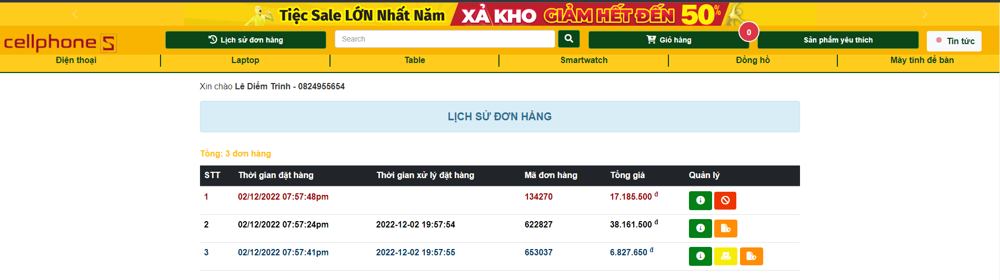 Tiệc Sale LỚN Nhất Năm XẢ KHO GIẢM HẾT ĐẾN 50%
cellphone S
Lịch sử đơn hàng
Search
Giỏ hàng
0
Sản phẩm yêu thích
Tin tức
Điện thoại
Laptop
Table
Smartwatch
Đồng hồ
Máy tính để bàn
Xin chào Lê Diễm Trinh - 0824955654
LỊCH SỬ ĐƠN HÀNG
Tổng: 3 đơn hàng
STT Thời gian đặt hàng Thời gian xử lý đặt hàng Mã đơn hàng Tổng giá Quản lý
1 02/12/2022 07:57:48pm 134270 17.185.500 đ
2 02/12/2022 07:57:24pm 2022-12-02 19:57:54 622827 38.161.500 đ
3 02/12/2022 07:57:41pm 2022-12-02 19:57:55 653037 6.827.650 đ